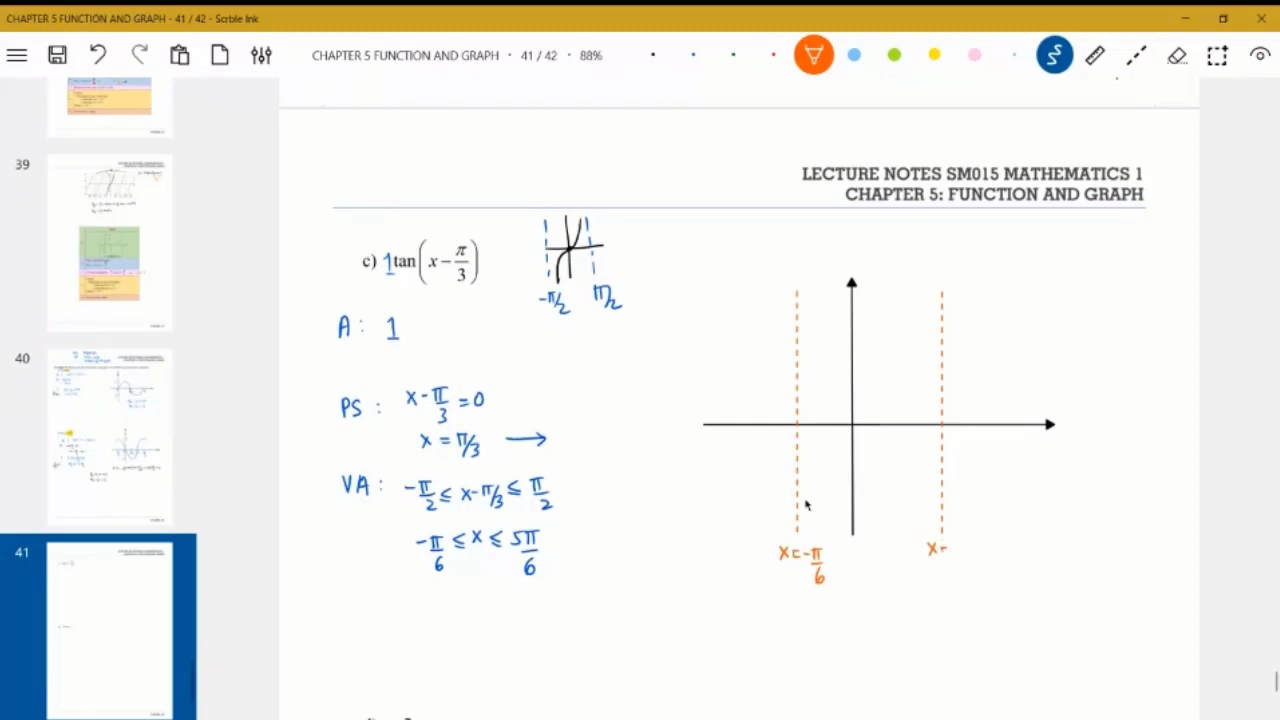 CHAPTER 5 FUNCTION AND GRAPH - 41 / 42 - Scrble Ink
CHAPTER 5 FUNCTION AND GRAPH • 41 / 42 • 88%
39
40
41
LECTURE NOTES SM015 MATHEMATICS 1
CHAPTER 5: FUNCTION AND GRAPH
c) 1tan(x − π/3)
-π/2 π/2
A: 1
PS: x - π/3 = 0
x = π/3 →
VA: -π/2 ≤ x-π/3 ≤ π/2
-π/6 ≤ x ≤ 5π/6
x=-π/6
x=